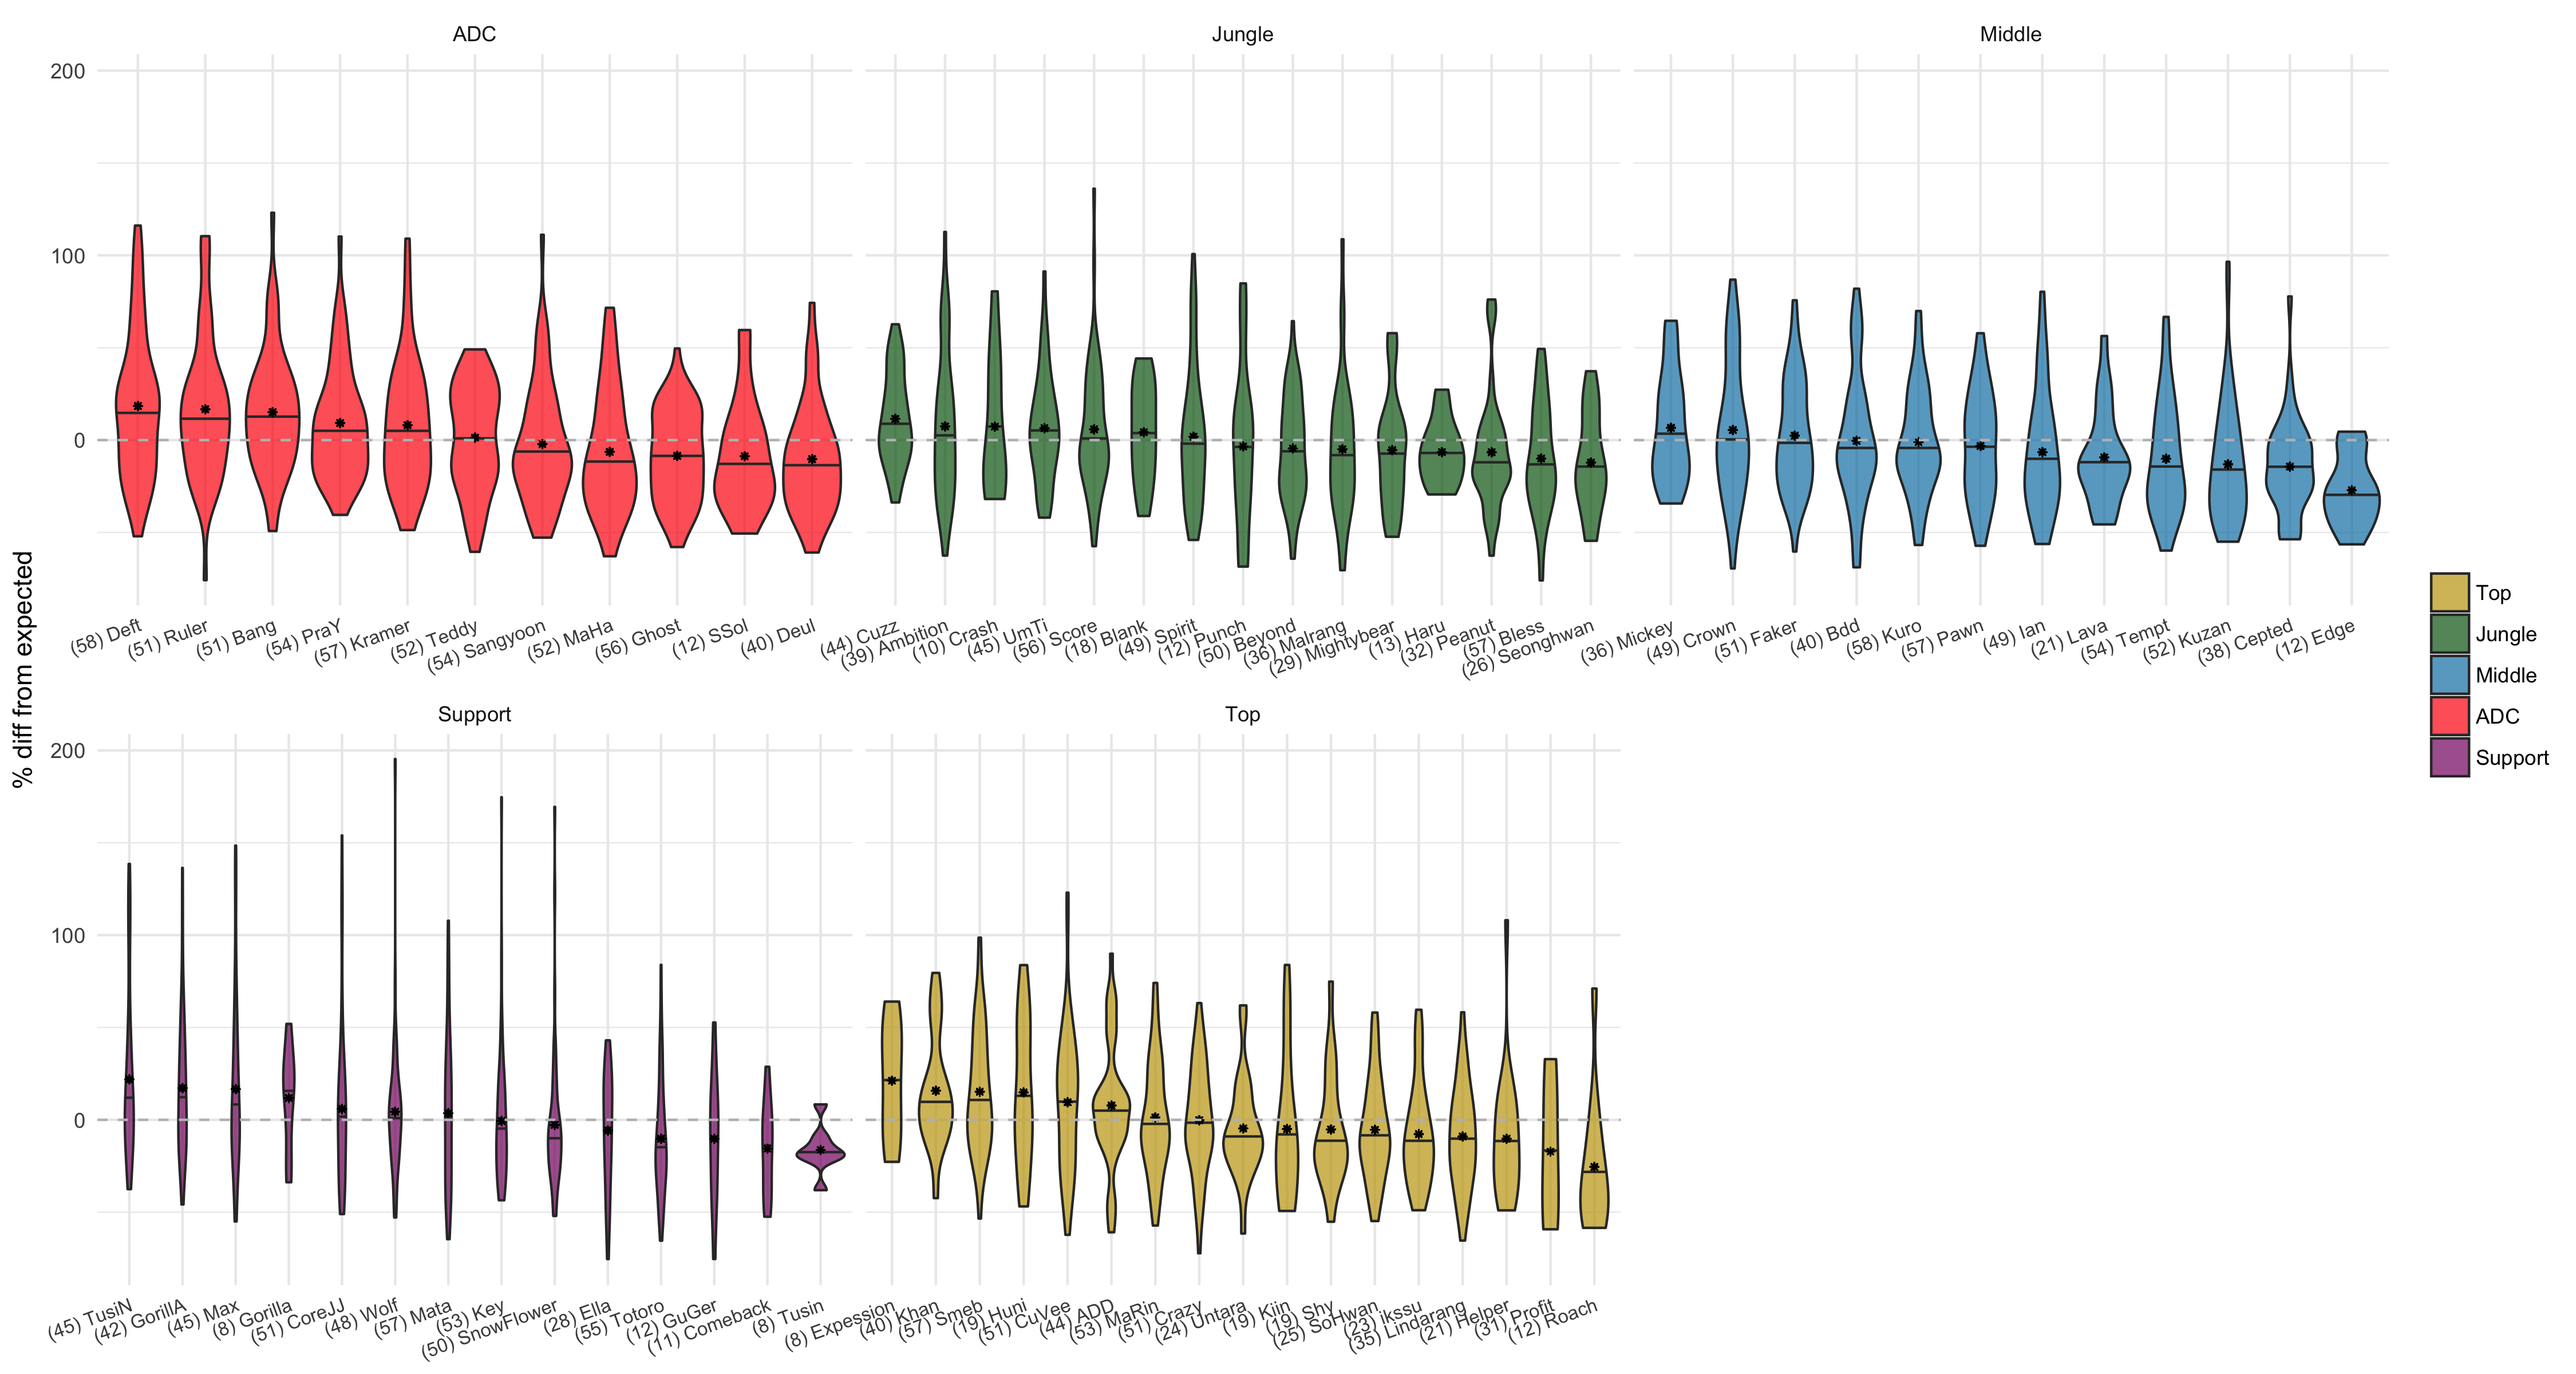 ADC
Jungle
Middle
200
100
0
(58) Deft
(51) Ruler
(51) Bang
(54) PraY
(57) Kramer
(52) Teddy
(54) Sangyoon
(52) MaHa
(56) Ghost
(12) SSol
(40) Deul
(44) Cuzz
(39) Ambition
(10) Crash
(45) UmTi
(56) Score
(18) Blank
(49) Spirit
(12) Punch
(50) Beyond
(36) Malrang
(29) Mightybear
(13) Haru
(32) Peanut
(57) Bless
(26) Seonghwan
(36) Mickey
(49) Crown
(51) Faker
(40) Bdd
(58) Kuro
(57) Pawn
(49) Ian
(21) Lava
(54) Tempt
(52) Kuzan
(38) Cepted
(12) Edge
% diff from expected
Support
Top
200
100
0
(45) TusiN
(42) GorillA
(45) Max
(8) Gorilla
(51) CoreJJ
(48) Wolf
(57) Mata
(53) Key
(50) SnowFlower
(28) Ella
(55) Totoro
(12) GuGer
(11) Comeback
(8) Tusin
(8) Expession
(40) Khan
(57) Smeb
(19) Huni
(51) CuVee
(44) ADD
(53) MaRin
(51) Crazy
(24) Untara
(19) Kiin
(19) Shy
(25) SoHwan
(23) ikssu
(35) Lindarang
(21) Helper
(31) Profit
(12) Roach
Top
Jungle
Middle
ADC
Support